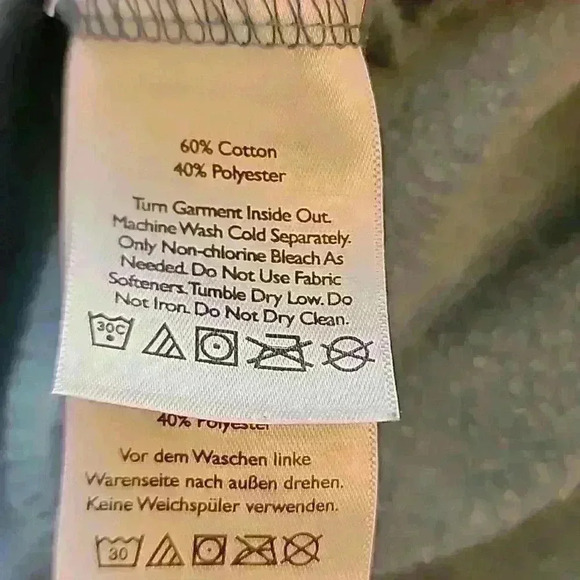 60% Cotton
40% Polyester
Turn Garment Inside Out.
Machine Wash Cold Separately.
Only Non-chlorine Bleach As
Needed. Do Not Use Fabric
Softeners. Tumble Dry Low. Do
Not Iron. Do Not Dry Clean.
30C
40% Polyester
Vor dem Waschen linke
Warenseite nach außen drehen.
Keine Weichspüler verwenden.
30